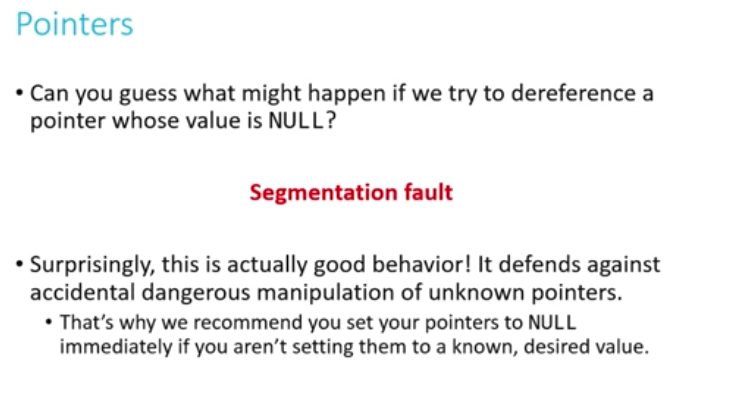 Pointers
• Can you guess what might happen if we try to dereference a
pointer whose value is NULL?
Segmentation fault
• Surprisingly, this is actually good behavior! It defends against
accidental dangerous manipulation of unknown pointers.
• That's why we recommend you set your pointers to NULL
immediately if you aren't setting them to a known, desired value.